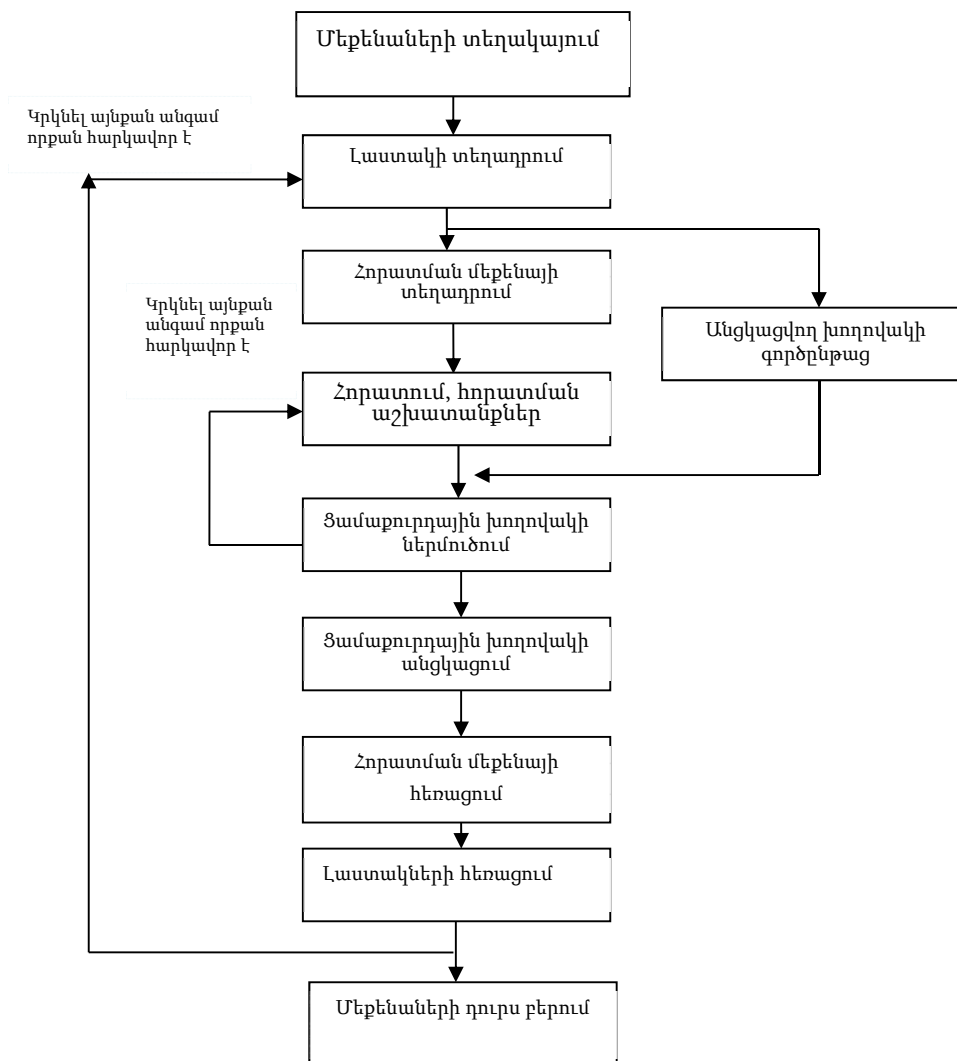 Մեքենաների տեղակայում
Կրկնել այնքան անգամ
որքան հարկավոր է
Լաստակի տեղադրում
Հորատման մեքենայի
տեղադրում
Կրկնել այնքան
անգամ որքան
հարկավոր է
Անցկացվող խողովակի
գործընթաց
Հորատում, հորատման
աշխատանքներ
Ցամաքուրդային խողովակի
ներմուծում
Ցամաքուրդային խողովակի
անցկացում
Հորատման մեքենայի
հեռացում
Լաստակների հեռացում
Մեքենաների դուրս բերում